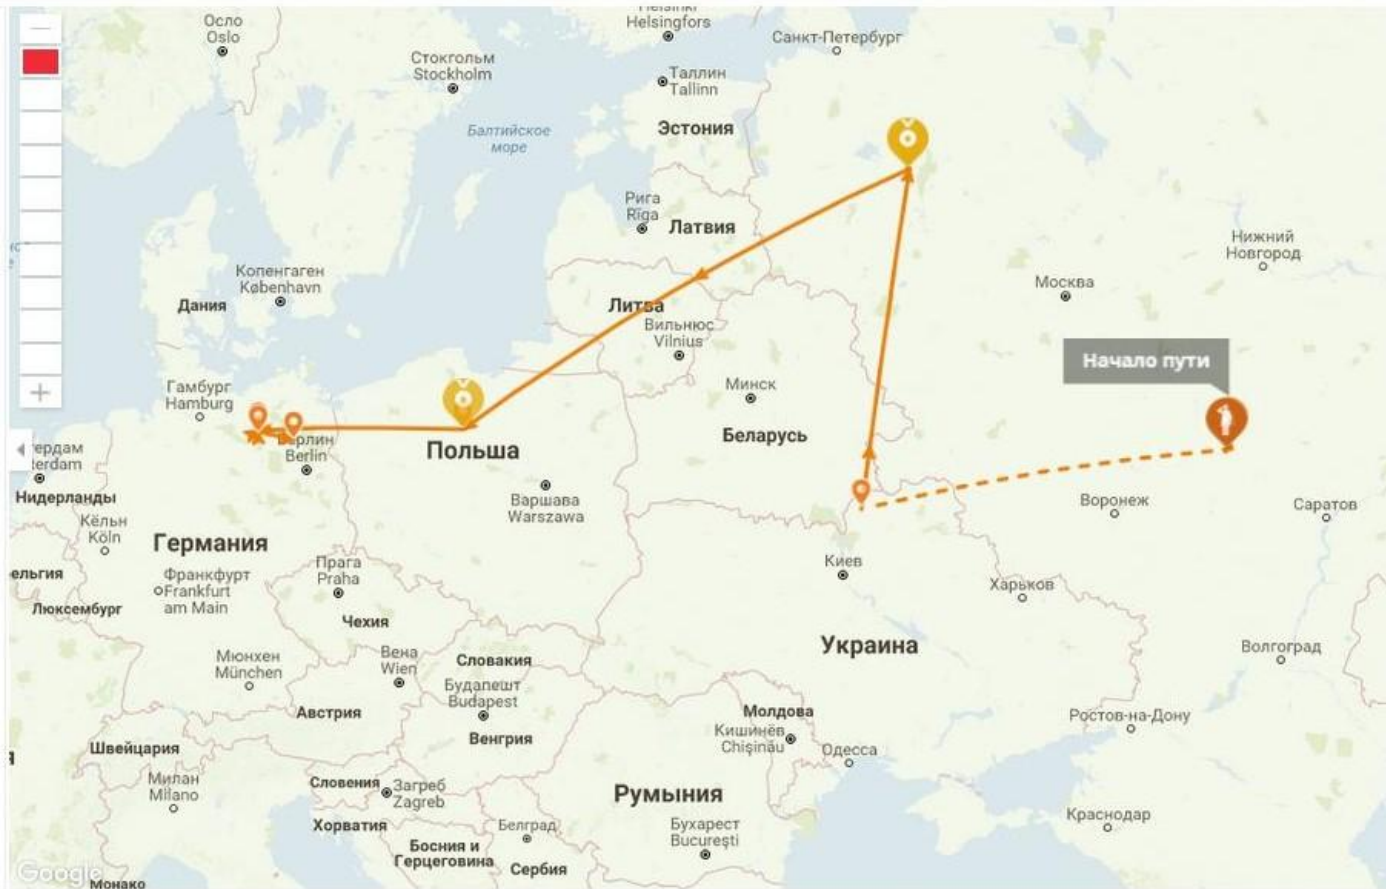 Осло
Oslo
Helsinki
Helsingfors
Санкт-Петербург
Стокгольм
Stockholm
Таллин
Tallinn
Балтийское
море
Эстония
Рига
Rīga
Латвия
Нижний
Новгород
Копенгаген
København
Москва
Дания
Литва
Вильнюс
Vilnius
Начало пути
Гамбург
Hamburg
Минск
Беларусь
Берлин
Berlin
Польша
Нидерланды
Варшава
Warszawa
Воронеж
Саратов
Кёльн
Köln
Германия
Прага
Praha
Киев
ельгия
Франкфурт
Frankfurt
am Main
Харьков
Люксембург
Чехия
Украина
Мюнхен
München
Вена
Wien
Словакия
Волгоград
Будапешт
Budapest
Австрия
Молдова
Ростов-на-Дону
Венгрия
Кишинёв
Chișinău
Одесса
Швейцария
Милан
Milano
Словения
Загреб
Zagreb
Румыния
Хорватия
Белград
Бухарест
București
Краснодар
Босния и
Герцеговина
Сербия
Google
Монако